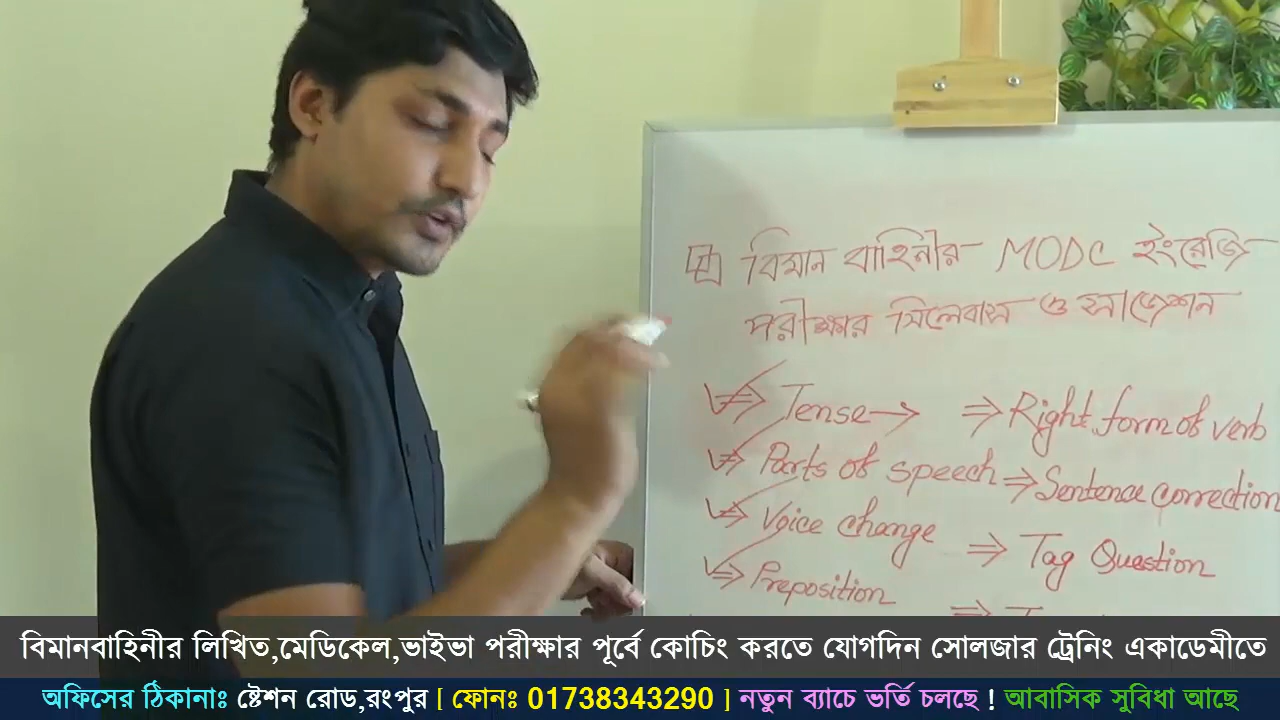 বিমান বাহিনীর MODC ইংরেজি
পরীক্ষার সিলেবাস ও সাজেশন
Tense → ⇒ Right form of verb
Parts of speech ⇒ Sentence correction
Voice change ⇒ Tag Question
⇒ Preposition
বিমানবাহিনীর লিখিত,মেডিকেল,ভাইভা পরীক্ষার পূর্বে কোচিং করতে যোগদিন সোলজার ট্রেনিং একাডেমীতে
অফিসের ঠিকানাঃ ষ্টেশন রোড,রংপুর [ ফোনঃ 01738343290 ] নতুন ব্যাচে ভর্তি চলছে ! আবাসিক সুবিধা আছে